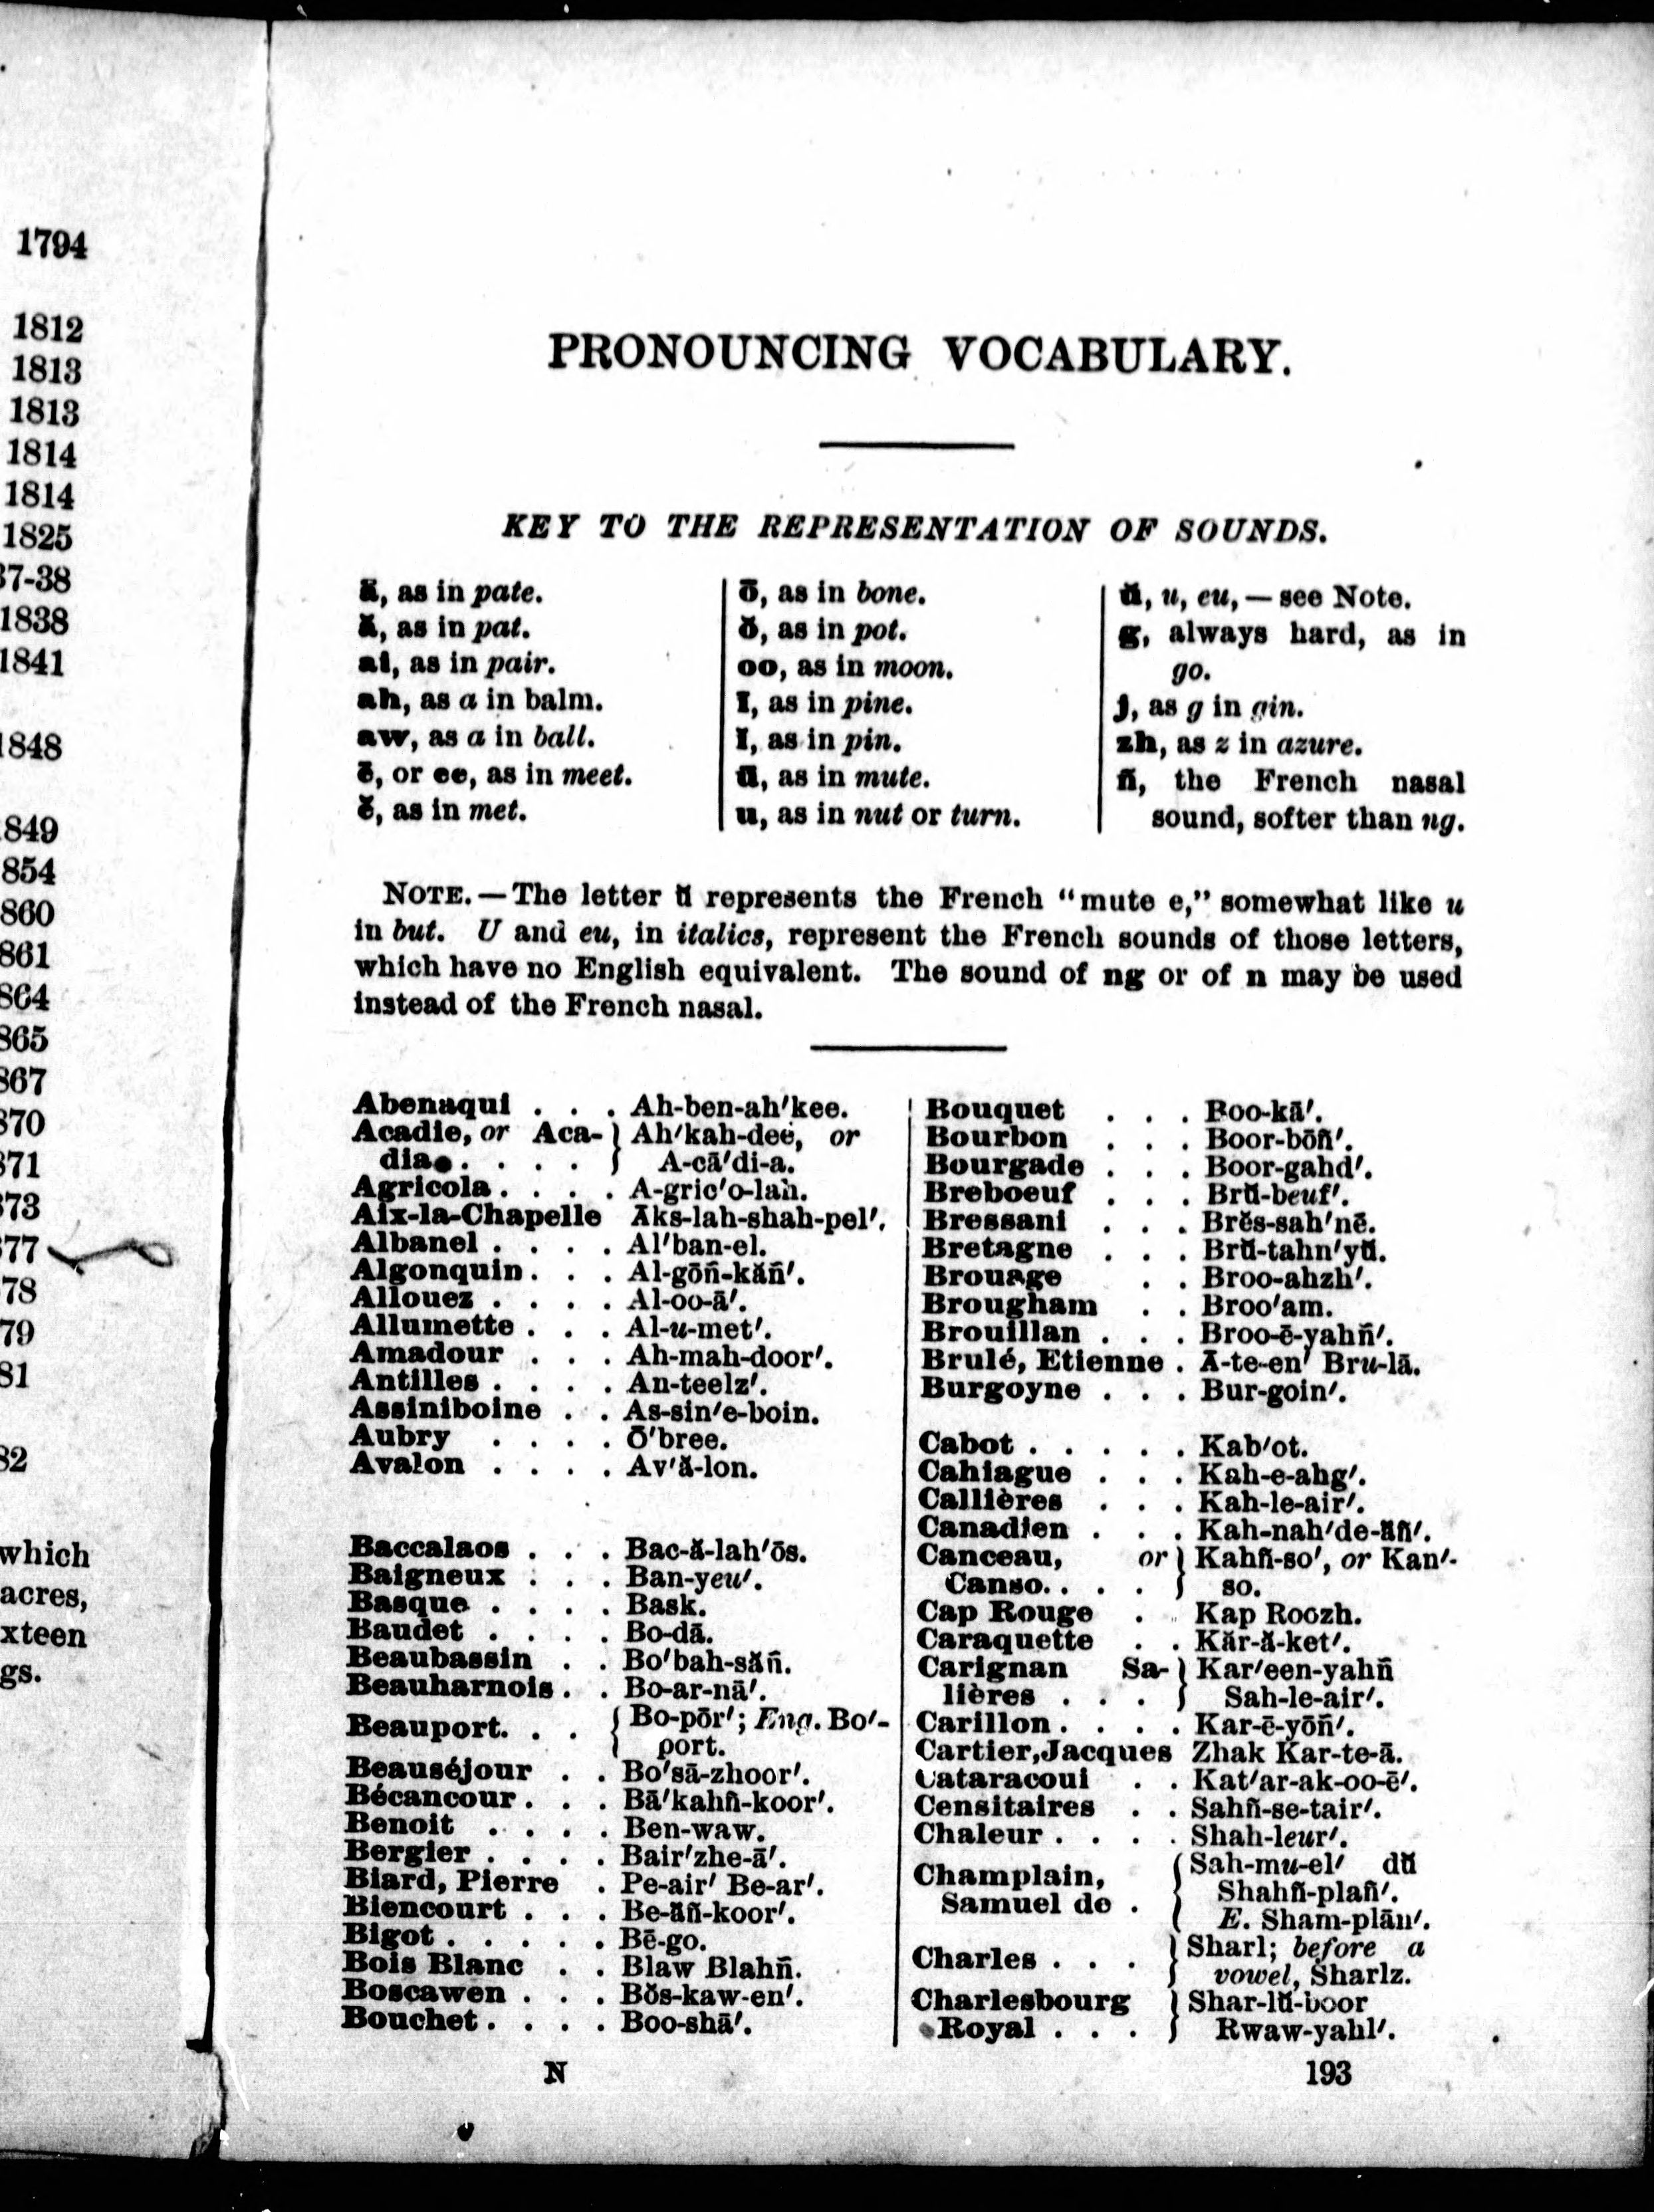 1794
1812
1813
1813
1814
1814
1825
37-38
1838
1841
1848
849
854
860
861
864
865
867
870
871
873
77
78
79
81
82
which
acres,
xteen
gs.
PRONOUNCING VOCABULARY.
KEY TO THE REPRESENTATION OF SOUNDS.
ā, as in pate.
ă, as in pat.
ai, as in pair.
ah, as a in balm.
aw, as a in ball.
ē, or ee, as in meet.
ĕ, as in met.
ō, as in bone.
ŏ, as in pot.
oo, as in moon.
ī, as in pine.
ĭ, as in pin.
ū, as in mute.
u, as in nut or turn.
ŭ, u, eu, — see Note.
g, always hard, as in
go.
j, as g in gin.
zh, as z in azure.
ñ, the French nasal
sound, softer than ng.
NOTE. — The letter ŭ represents the French "mute e," somewhat like u
in but. U and eu, in italics, represent the French sounds of those letters,
which have no English equivalent. The sound of ng or of n may be used
instead of the French nasal.
Abenaqui . . . Ah-ben-ah′kee.
Acadie, or Aca- } Ah′kah-dee, or
dia. . . . . } A-cā′di-a.
Agricola . . . . A-gric′o-lah.
Aix-la-Chapelle Āks-lah-shah-pel′.
Albanel . . . . Al′ban-el.
Algonquin . . . Al-gōñ-kăñ′.
Allouez . . . . Al-oo-ā′.
Allumette . . . Al-u-met′.
Amadour . . . Ah-mah-door′.
Antilles . . . . An-teelz′.
Assiniboine . . As-sin′e-boin.
Aubry . . . . Ō′bree.
Avalon . . . . Av′ă-lon.
Baccalaos . . . Bac-ă-lah′ōs.
Baigneux . . . Ban-yeu′.
Basque . . . . Bask.
Baudet . . . . Bo-dā.
Beaubassin . . Bo′bah-săñ.
Beauharnois . . Bo-ar-nā′.
Beauport. . . { Bo-pōr′; Eng. Bo′-
port.
Beauséjour . . Bo′sā-zhoor′.
Bécancour . . . Bā′kahñ-koor′.
Benoit . . . . Ben-waw.
Bergier . . . . Bair′zhe-ā′.
Biard, Pierre . Pe-air′ Be-ar′.
Biencourt . . . Be-ăñ-koor′.
Bigot . . . . . Bē-go.
Bois Blanc . . Blaw Blahñ.
Boscawen . . . Bŏs-kaw-en′.
Bouchet . . . . Boo-shā′.
Bouquet . . . Boo-kā′.
Bourbon . . . Boor-bōñ′.
Bourgade . . . Boor-gahd′.
Breboeuf . . . Brŭ-beuf′.
Bressani . . . Brĕs-sah′nē.
Bretagne . . . Brŭ-tahn′yŭ.
Brouage . . Broo-ahzh′.
Brougham . . Broo′am.
Brouillan . . . Broo-ē-yahñ′.
Brulé, Etienne . Ā-te-en′ Bru-lā.
Burgoyne . . . Bur-goin′.
Cabot . . . . . Kab′ot.
Cahiague . . . Kah-e-ahg′.
Callières . . . Kah-le-air′.
Canadien . . . Kah-nah′de-ăñ′.
Canceau, or } Kahñ-so′, or Kan′-
Canso. . . . } so.
Cap Rouge . . Kap Roozh.
Caraquette . . Kăr-ă-ket′.
Carignan Sa- } Kar′een-yahñ
lières . . . } Sah-le-air′.
Carillon . . . . Kar-ē-yōñ′.
Cartier, Jacques Zhak Kar-te-ā.
Cataracoui . . Kat′ar-ak-oo-ē′.
Censitaires . . Sahñ-se-tair′.
Chaleur . . . . Shah-leur′.
Champlain, { Sah-mu-el′ dŭ
Samuel de . { Shahñ-plañ′.
E. Sham-plān′.
Charles . . . } Sharl; before a
vowel, Sharlz.
Charlesbourg } Shar-lŭ-boor
Royal . . . } Rwaw-yahl′.
N
193